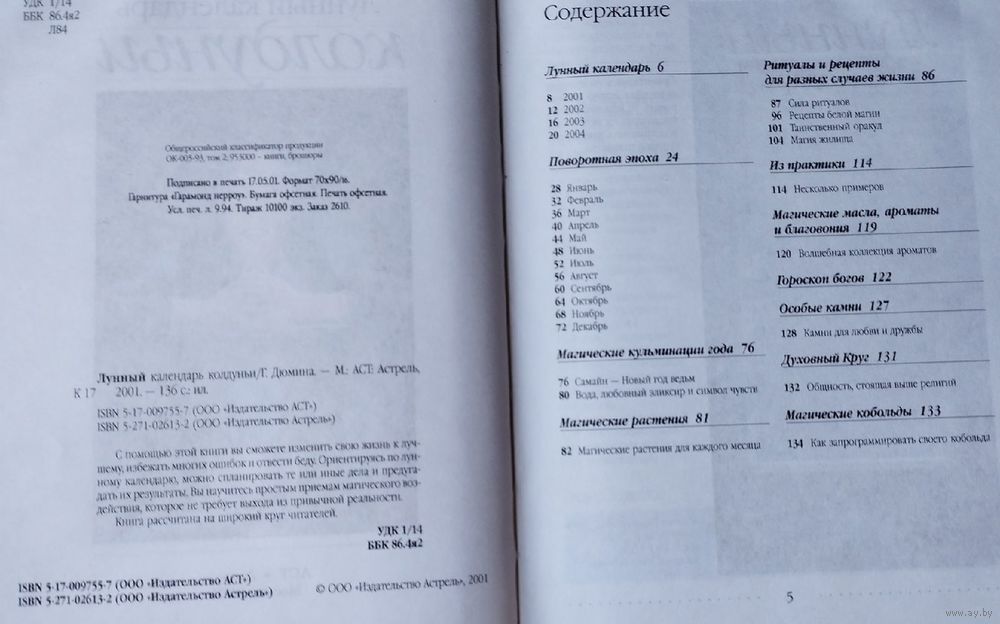 УДК 1/14
ББК 86.4я2
Л84
Общероссийский классификатор продукции
ОК-005-93, том 2; 953000 – книги, брошюры
Подписано в печать 17.05.01. Формат 70х90/16.
Гарнитура «Гарамонд нерроу». Бумага офсетная. Печать офсетная.
Усл. печ. л. 9.94. Тираж 10100 экз. Заказ 2610.
Лунный календарь колдуньи/Г. Дюмина. — М.: АСТ: Астрель,
К 17 2001. — 136 с.: ил.
ISBN 5-17-009755-7 (ООО «Издательство АСТ»)
ISBN 5-271-02613-2 (ООО «Издательство Астрель»)
С помощью этой книги вы сможете изменить свою жизнь к луч-
шему, избежать многих ошибок и отвести беду. Ориентируясь по лун-
ному календарю, можно спланировать те или иные дела и предуга-
дать их результаты. Вы научитесь простым приемам магического воз-
действия, которое не требует выхода из привычной реальности.
Книга рассчитана на широкий круг читателей.
УДК 1/14
ББК 86.4я2
ISBN 5-17-009755-7 (ООО «Издательство АСТ»)
ISBN 5-271-02613-2 (ООО «Издательство Астрель»)
© ООО «Издательство Астрель», 2001
Содержание
Лунный календарь 6
8 2001
12 2002
16 2003
20 2004
Поворотная эпоха 24
28 Январь
32 Февраль
36 Март
40 Апрель
44 Май
48 Июнь
52 Июль
56 Август
60 Сентябрь
64 Октябрь
68 Ноябрь
72 Декабрь
Магические кульминации года 76
76 Самайн — Новый год ведьм
80 Вода, любовный эликсир и символ чувств
Магические растения 81
82 Магические растения для каждого месяца
Ритуалы и рецепты
для разных случаев жизни 86
87 Сила ритуалов
96 Рецепты белой магии
101 Таинственный оракул
104 Магия жилища
Из практики 114
114 Несколько примеров
Магические масла, ароматы
и благовония 119
120 Волшебная коллекция ароматов
Гороскоп богов 122
Особые камни 127
128 Камни для любви и дружбы
Духовный Круг 131
132 Общность, стоящая выше религий
Магические кобольды 133
134 Как запрограммировать своего кобольда
5
www.ay.by